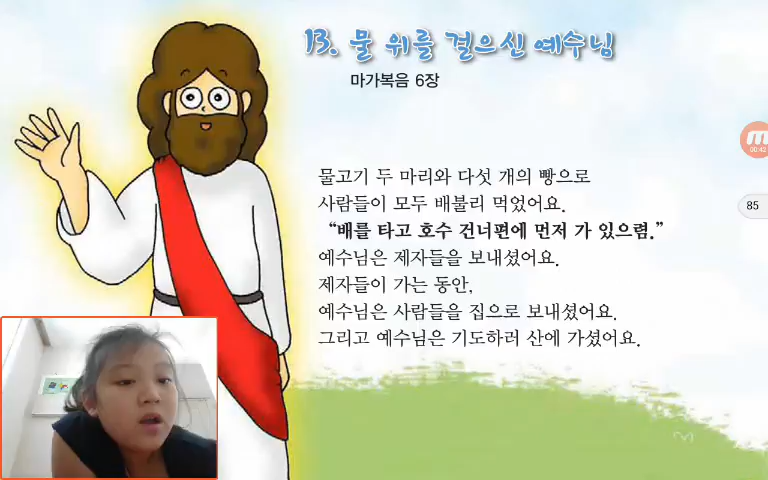 13. 물 위를 걸으신 예수님
마가복음 6장
물고기 두 마리와 다섯 개의 빵으로
사람들이 모두 배불리 먹었어요.
“배를 타고 호수 건너편에 먼저 가 있으렴.”
예수님은 제자들을 보내셨어요.
제자들이 가는 동안,
예수님은 사람들을 집으로 보내셨어요.
그리고 예수님은 기도하러 산에 가셨어요.
m
00:42
85